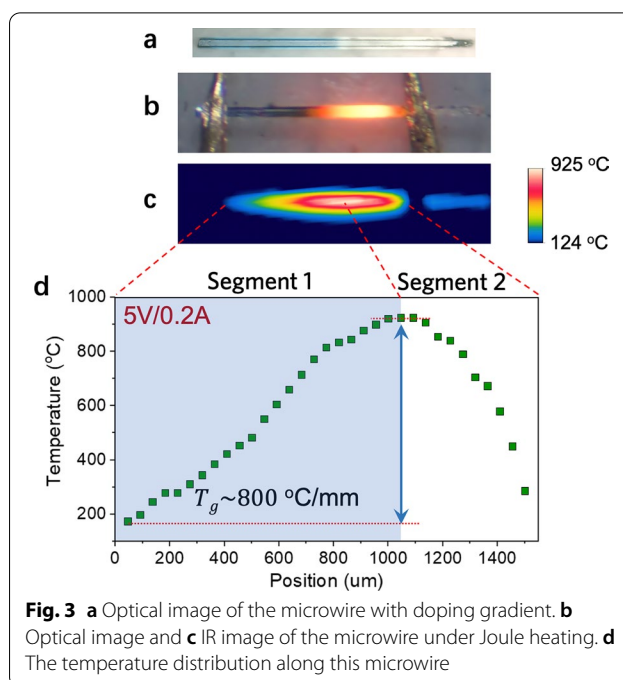 a
b
c
925 °C
124 °C
d
Segment 1 Segment 2
5V/0.2A
Temperature (°C)
1000
800
600
400
200
T_g~800 °C/mm
0 200 400 600 800 1000 1200 1400
Position (um)
Fig. 3 a Optical image of the microwire with doping gradient. b
Optical image and c IR image of the microwire under Joule heating. d
The temperature distribution along this microwire